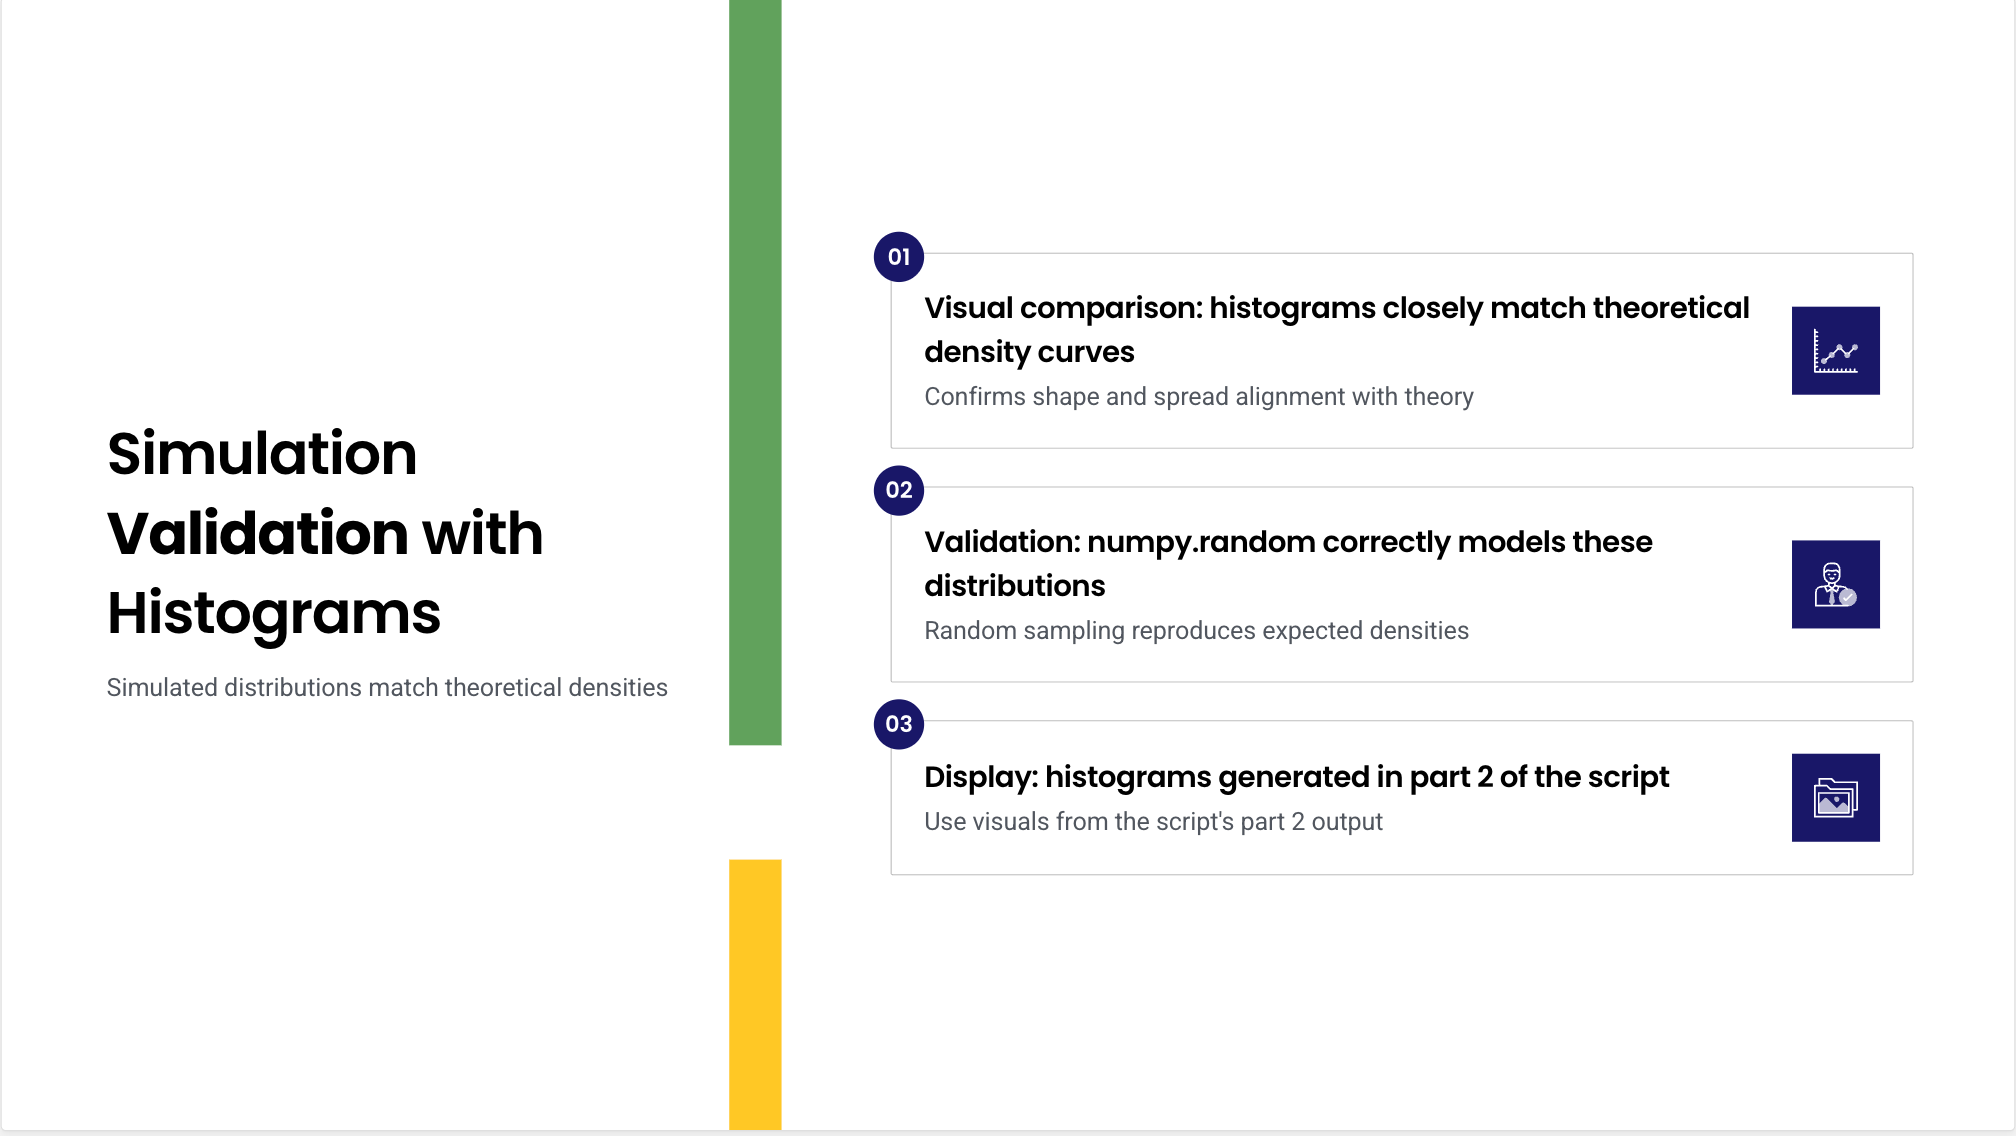 Simulation
Validation with
Histograms
Simulated distributions match theoretical densities
01
Visual comparison: histograms closely match theoretical
density curves
Confirms shape and spread alignment with theory
02
Validation: numpy.random correctly models these
distributions
Random sampling reproduces expected densities
03
Display: histograms generated in part 2 of the script
Use visuals from the script's part 2 output